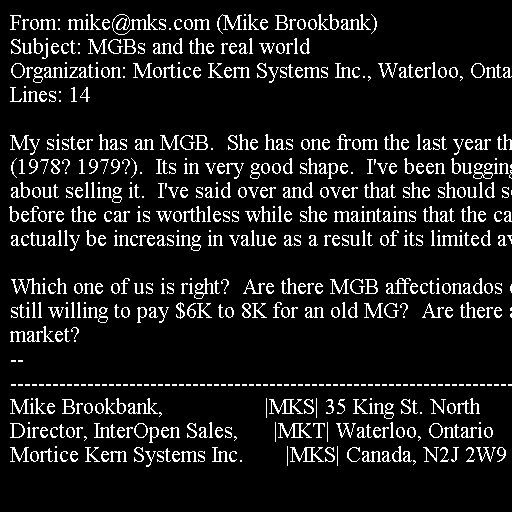 From: mike@mks.com (Mike Brookbank)
Subject: MGBs and the real world
Organization: Mortice Kern Systems Inc., Waterloo, Onta
Lines: 14

My sister has an MGB.  She has one from the last year th
(1978? 1979?).  Its in very good shape.  I've been bugging
about selling it.  I've said over and over that she should s
before the car is worthless while she maintains that the ca
actually be increasing in value as a result of its limited av

Which one of us is right?  Are there MGB affectionados
still willing to pay $6K to 8K for an old MG?  Are there a
market?
--
-----------------------------------------------------------------------
Mike Brookbank,                   |MKS| 35 King St. North
Director, InterOpen Sales,       |MKT| Waterloo, Ontario
Mortice Kern Systems Inc.        |MKS| Canada, N2J 2W9